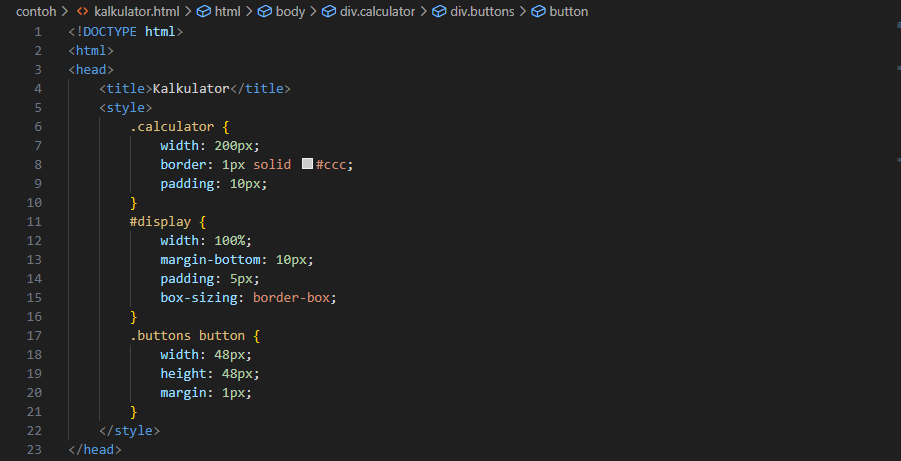 contoh > <> kalkulator.html > html > body > div.calculator > div.buttons > button
1 <!DOCTYPE html>
2 <html>
3 <head>
4     <title>Kalkulator</title>
5     <style>
6         .calculator {
7             width: 200px;
8             border: 1px solid #ccc;
9             padding: 10px;
10         }
11         #display {
12             width: 100%;
13             margin-bottom: 10px;
14             padding: 5px;
15             box-sizing: border-box;
16         }
17         .buttons button {
18             width: 48px;
19             height: 48px;
20             margin: 1px;
21         }
22     </style>
23 </head>